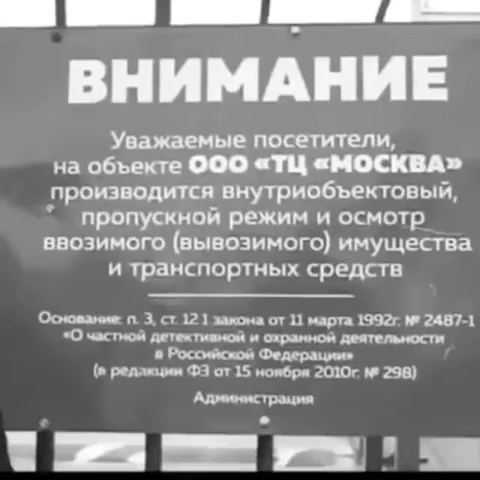 ВНИМАНИЕ
Уважаемые посетители,
на объекте ООО «ТЦ «МОСКВА»
производится внутриобъектовый,
пропускной режим и осмотр
ввозимого (вывозимого) имущества
и транспортных средств
Основание: п. 3, ст. 12.1 закона от 11 марта 1992г. № 2487-1
«О частной детективной и охранной деятельности
в Российской Федерации»
(в редакции ФЗ от 15 ноября 2010г. № 298)
Администрация